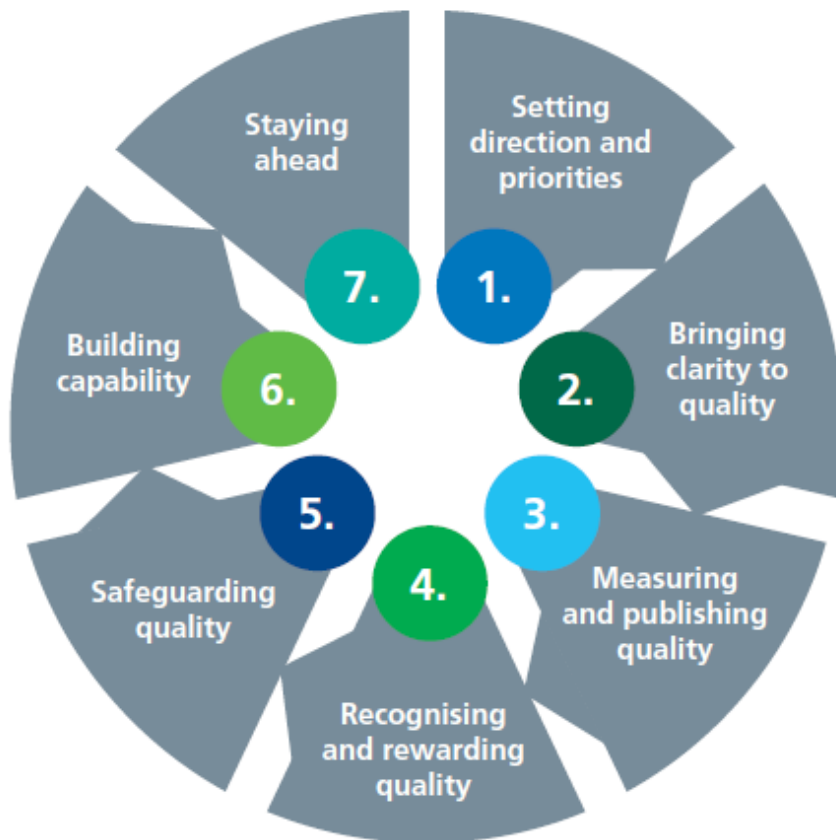 1.
Setting
direction and
priorities
2.
Bringing
clarity to
quality
3.
Measuring
and publishing
quality
4.
Recognising
and rewarding
quality
5.
Safeguarding
quality
6.
Building
capability
7.
Staying
ahead